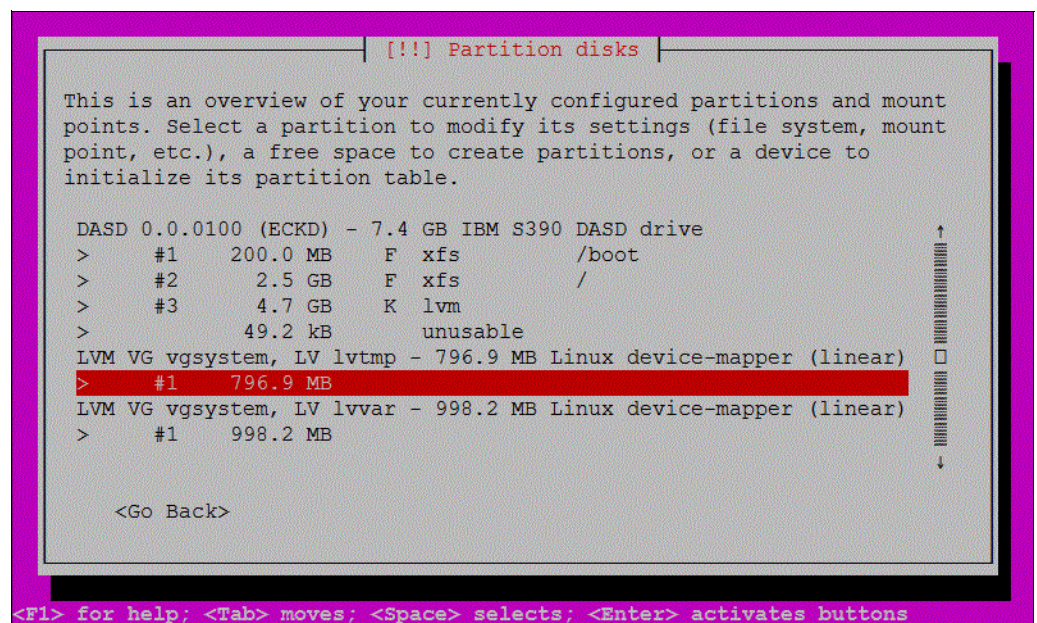 [!!] Partition disks
This is an overview of your currently configured partitions and mount
points. Select a partition to modify its settings (file system, mount
point, etc.), a free space to create partitions, or a device to
initialize its partition table.
DASD 0.0.0100 (ECKD) - 7.4 GB IBM S390 DASD drive
> #1 200.0 MB F xfs /boot
> #2 2.5 GB F xfs /
> #3 4.7 GB K lvm
> 49.2 kB unusable
LVM VG vgsystem, LV lvtmp - 796.9 MB Linux device-mapper (linear)
> #1 796.9 MB
LVM VG vgsystem, LV lvvar - 998.2 MB Linux device-mapper (linear)
> #1 998.2 MB
<Go Back>
<F1> for help; <Tab> moves; <Space> selects; <Enter> activates buttons